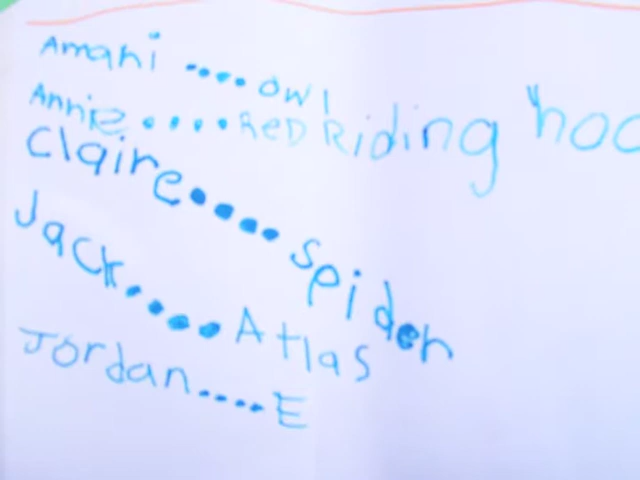 Amani .... owl
Annie .... RED Riding hoo
Claire .... spider
Jack .... Atlas
Jordan .... E